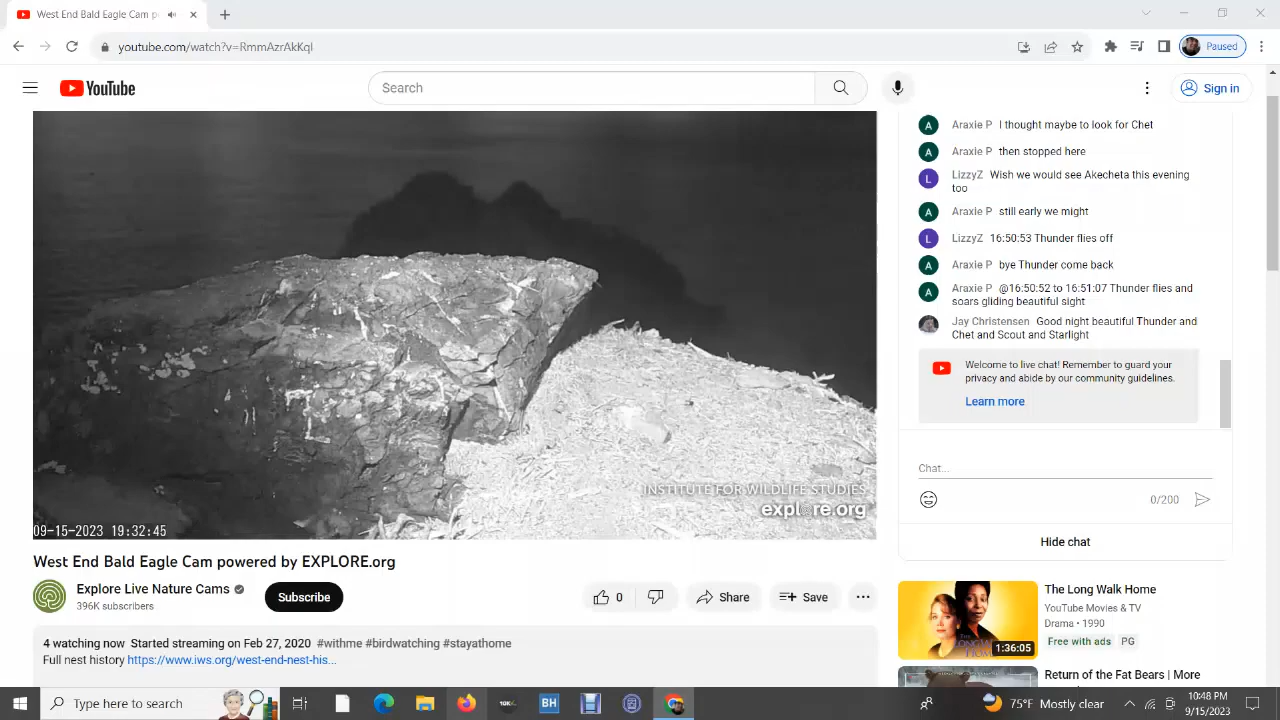 West End Bald Eagle Cam p
youtube.com/watch?v=RmmAzrAkKqI
Paused
YouTube
Search
Sign in
Araxie P I thought maybe to look for Chet
Araxie P then stopped here
LizzyZ Wish we would see Akecheta this evening
too
Araxie P still early we might
LizzyZ 16:50:53 Thunder flies off
Araxie P bye Thunder come back
Araxie P @16:50:52 to 16:51:07 Thunder flies and
soars gliding beautiful sight
Jay Christensen Good night beautiful Thunder and
Chet and Scout and Starlight
Welcome to live chat! Remember to guard your
privacy and abide by our community guidelines.
Learn more
Chat...
0/200
Hide chat
INSTITUTE FOR WILDLIFE STUDIES
explore.org
09-15-2023 19:32:45
West End Bald Eagle Cam powered by EXPLORE.org
Explore Live Nature Cams
396K subscribers
Subscribe
0
Share
Save
4 watching now Started streaming on Feb 27, 2020 #withme #birdwatching #stayathome
Full nest history https://www.iws.org/west-end-nest-his...
1:36:05
The Long Walk Home
YouTube Movies & TV
Drama • 1990
Free with ads PG
Return of the Fat Bears | More
Type here to search
10K
BH
75°F Mostly clear
10:48 PM
9/15/2023